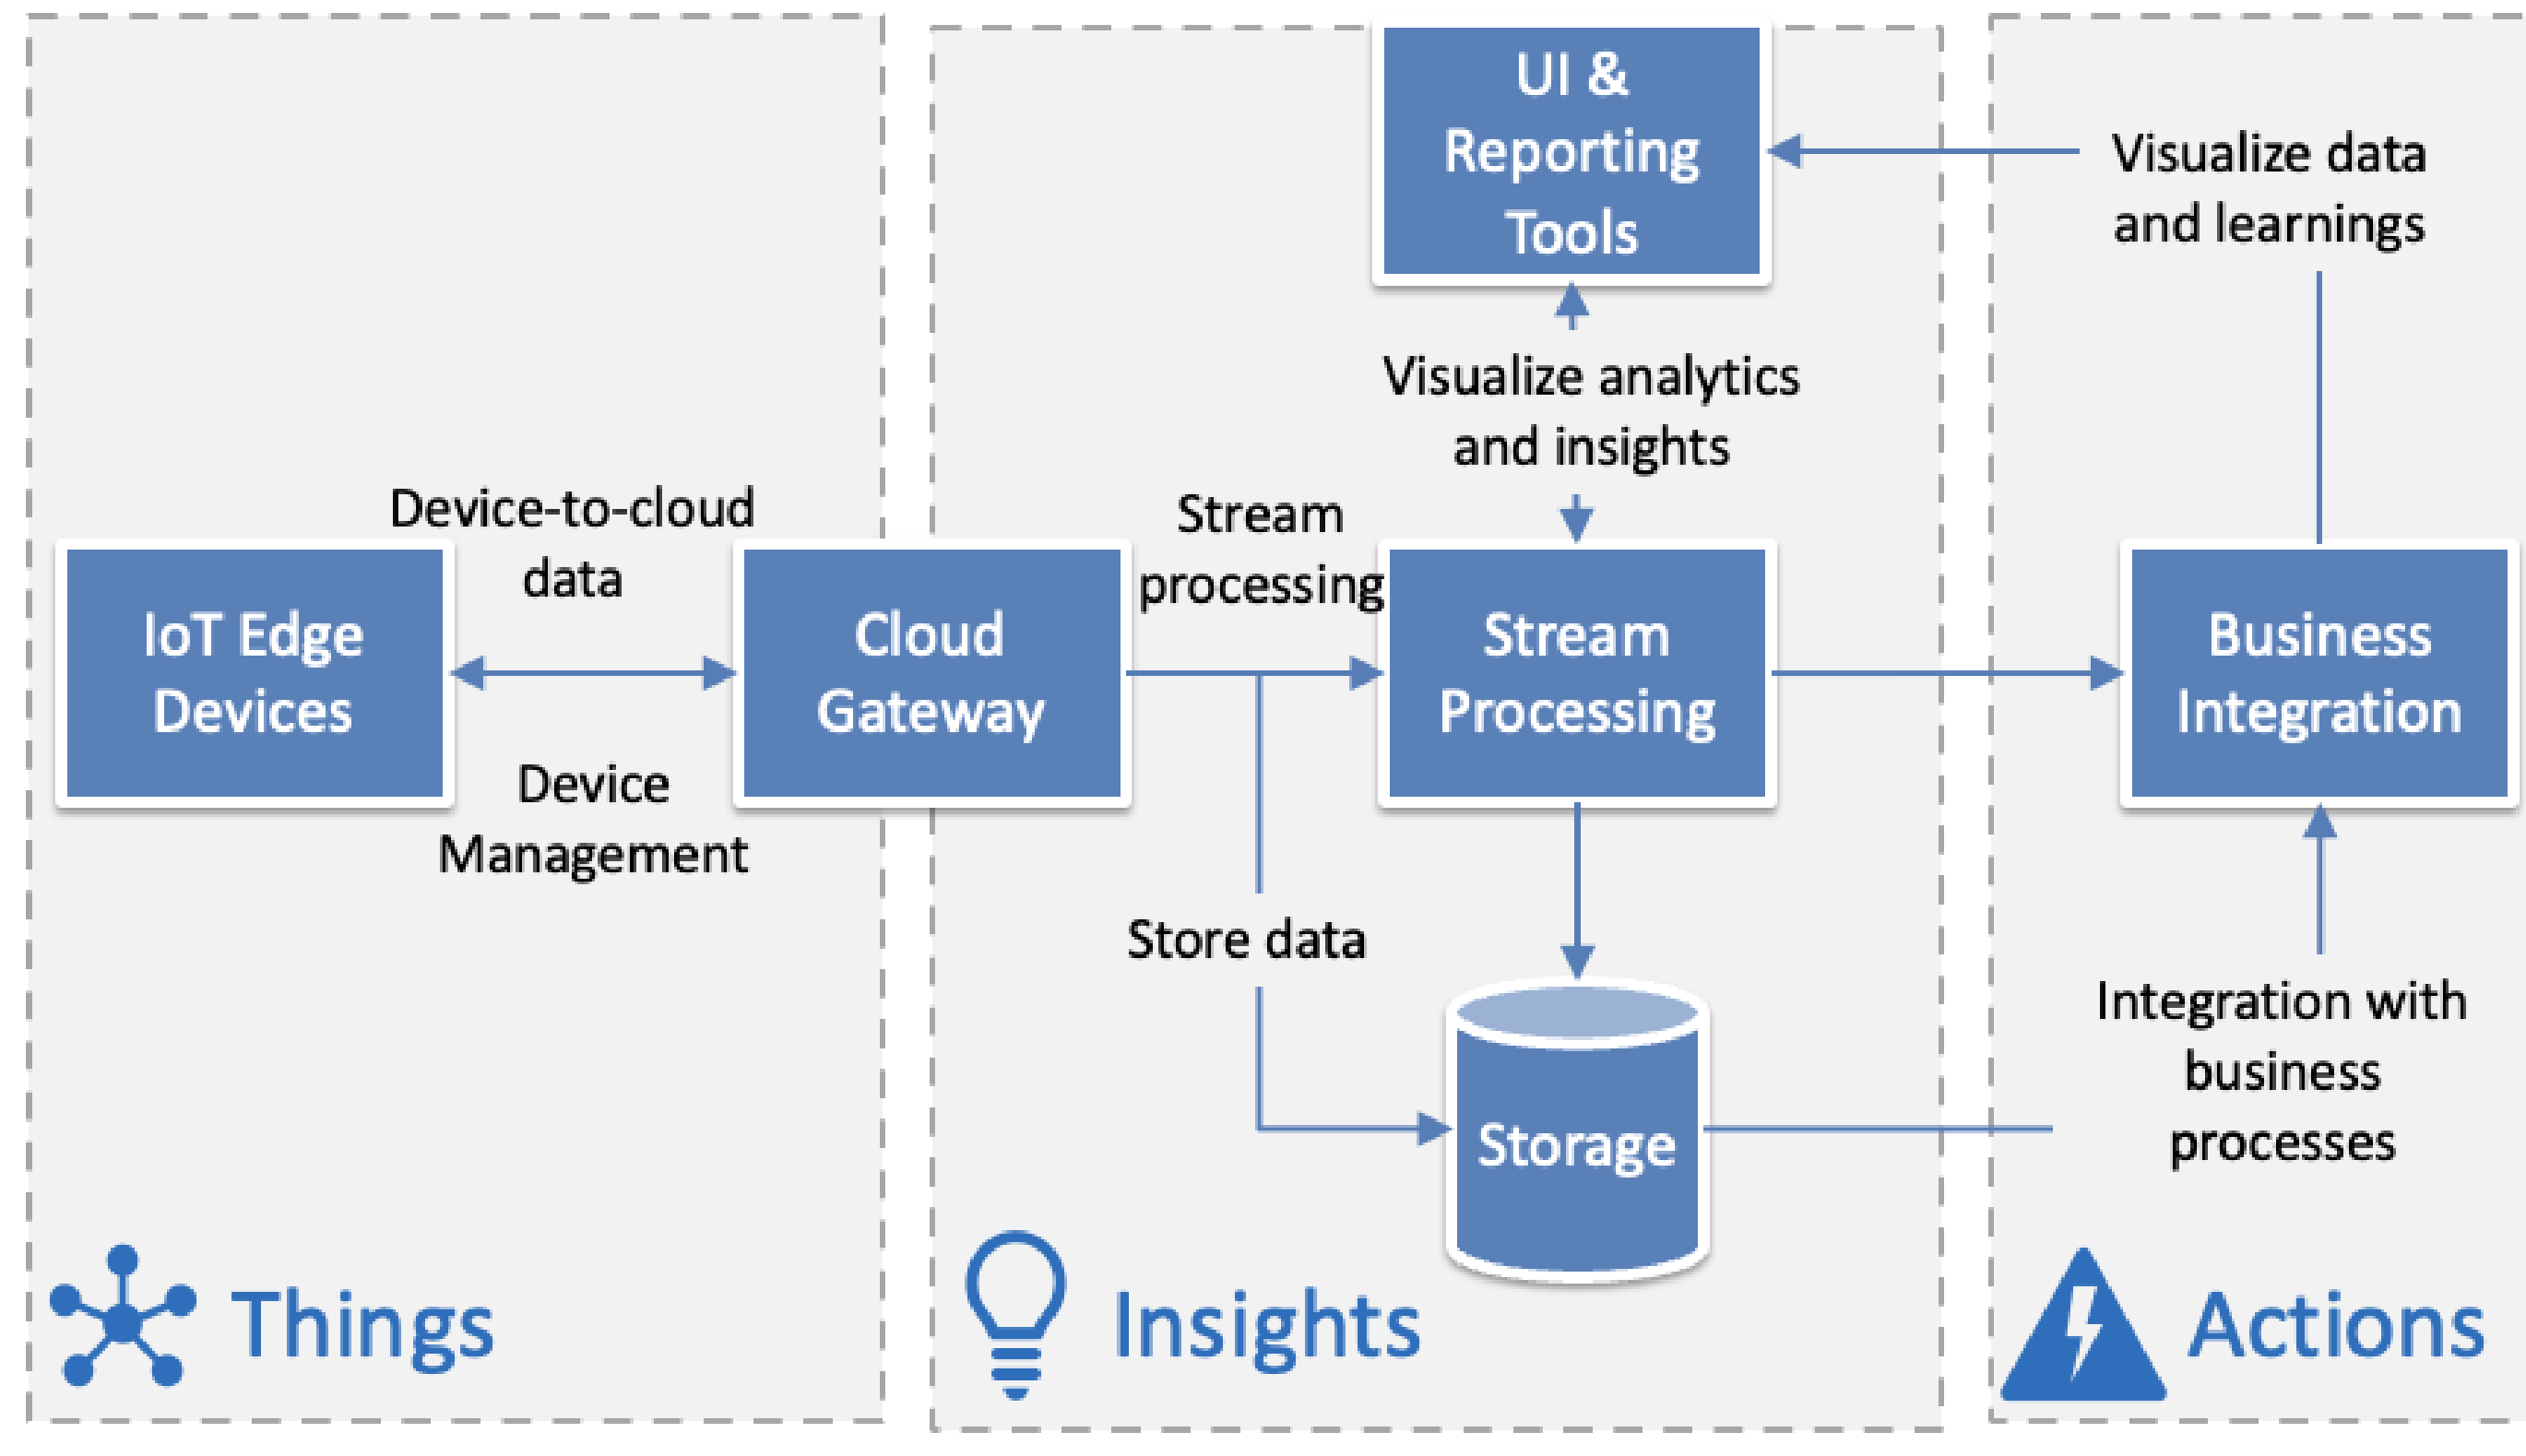 UI &
Reporting
Tools
Visualize data
and learnings
Visualize analytics
and insights
Device-to-cloud
data
Stream
processing
IoT Edge
Devices
Cloud
Gateway
Stream
Processing
Business
Integration
Device
Management
Store data
Integration with
business
processes
Storage
Things
Insights
Actions